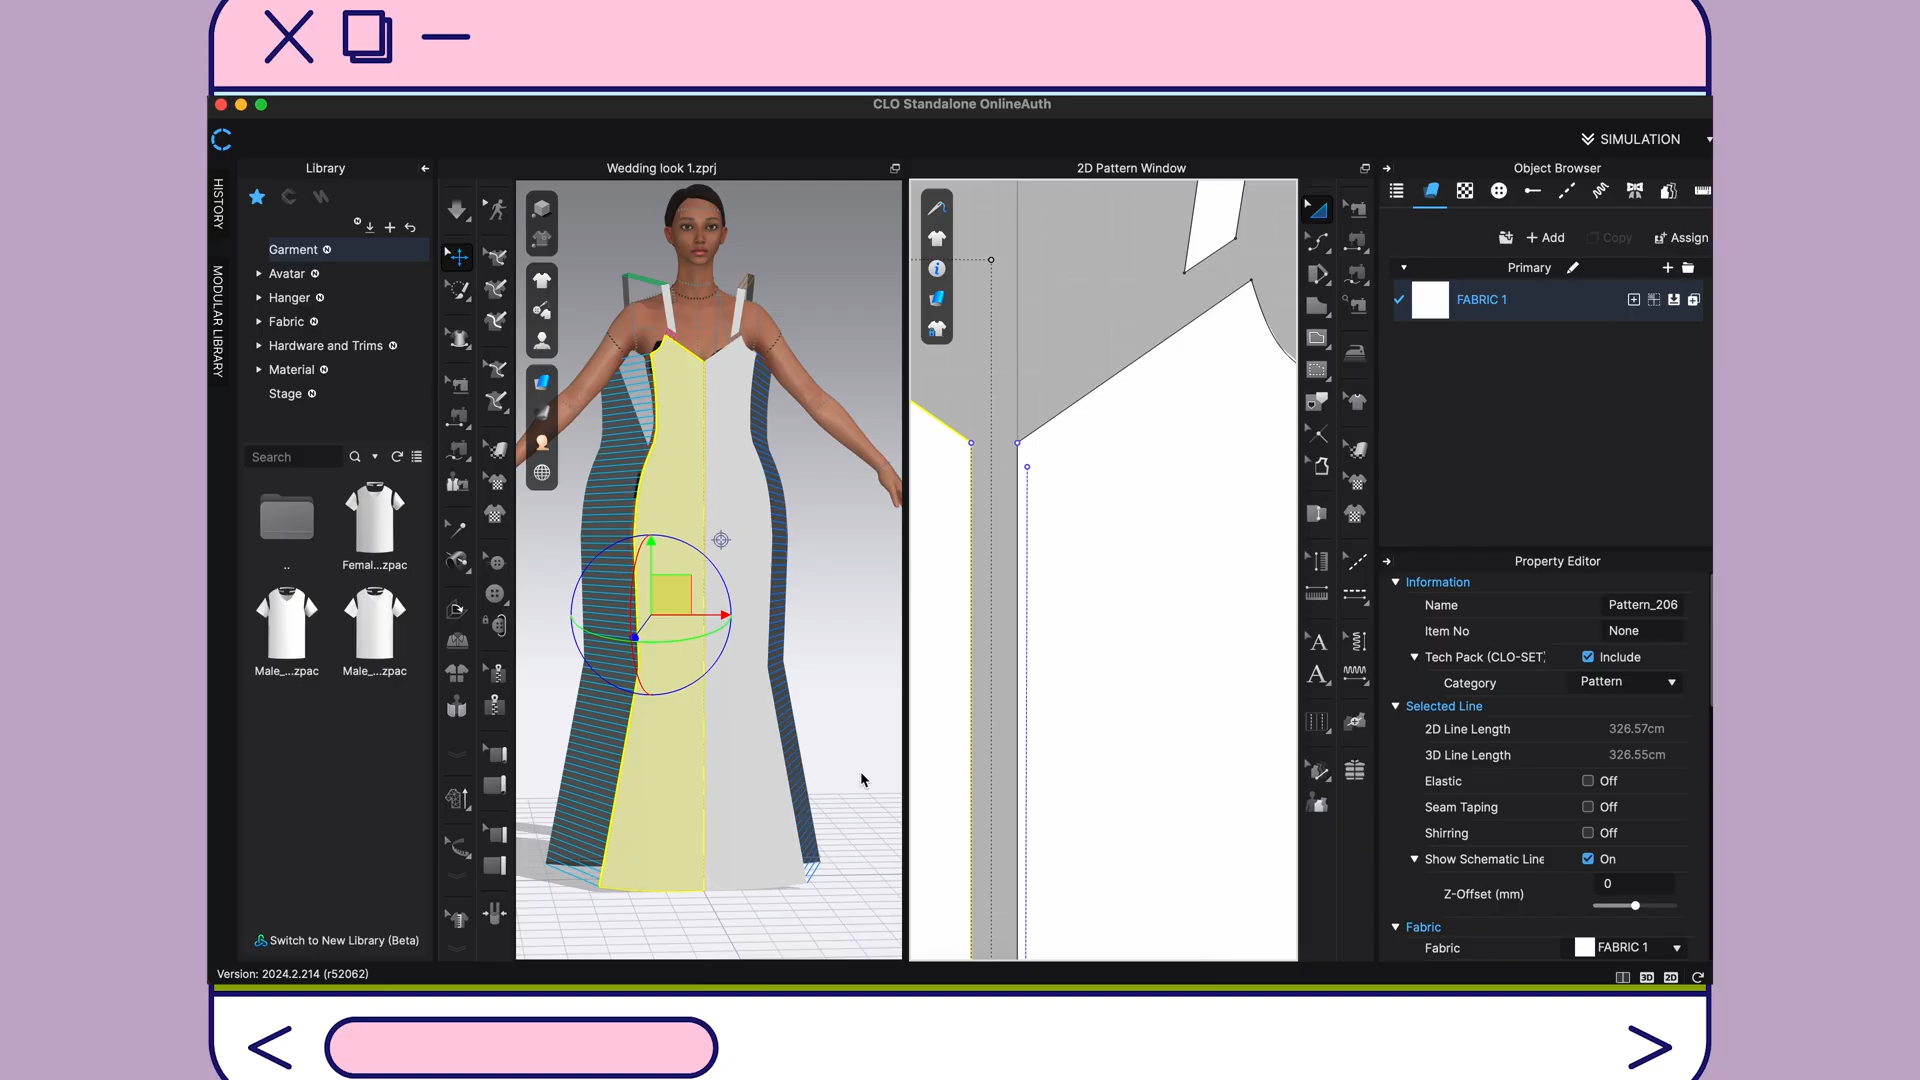 CLO Standalone OnlineAuth
SIMULATION
HISTORY
MODULAR LIBRARY
Library
Garment
Avatar
Hanger
Fabric
Hardware and Trims
Material
Stage
Search
..
Femal...zpac
Male_...zpac
Male_...zpac
Switch to New Library (Beta)
Version: 2024.2.214 (r52062)
Wedding look 1.zprj
2D Pattern Window
Object Browser
Add
Copy
Assign
Primary
FABRIC 1
Property Editor
Information
Name Pattern_206
Item No None
Tech Pack (CLO-SET) Include
Category Pattern
Selected Line
2D Line Length 326.57cm
3D Line Length 326.55cm
Elastic Off
Seam Taping Off
Shirring Off
Show Schematic Line On
Z-Offset (mm) 0
Fabric
Fabric FABRIC 1
3D 2D